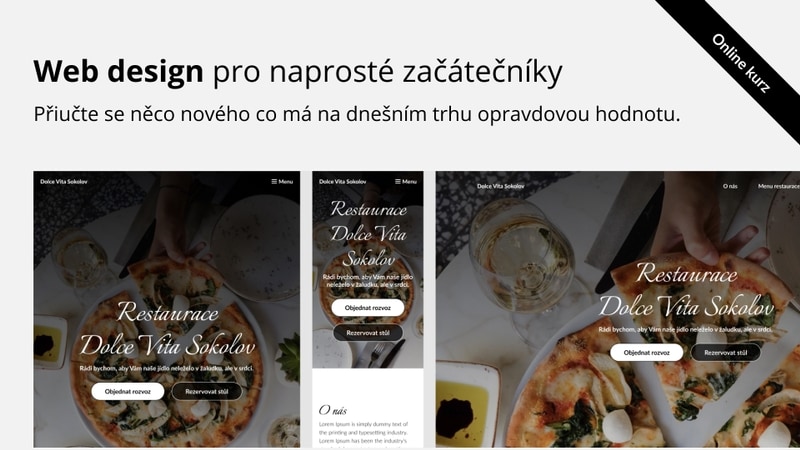 Online kurz
Web design pro naprosté začátečníky
Přiučte se něco nového co má na dnešním trhu opravdovou hodnotu.
Dolce Vita Sokolov
Menu
Restaurace
Dolce Vita Sokolov
Rádi bychom, aby Vám naše jídlo neleželo v žaludku, ale v srdci.
Objednat rozvoz
Rezervovat stůl
Dolce Vita Sokolov
Menu
Restaurace
Dolce Vita
Sokolov
Rádi bychom, aby Vám naše jídlo
neleželo v žaludku, ale v srdci.
Objednat rozvoz
Rezervovat stůl
O nás
Lorem Ipsum is simply dummy text of
the printing and typesetting industry.
Lorem Ipsum has been the industry's
Dolce Vita Sokolov
O nás
Menu restaurace
Restaurace
Dolce Vita Sokolov
Rádi bychom, aby Vám naše jídlo neleželo v žaludku, ale v srdci.
Objednat rozvoz
Rezervovat stůl